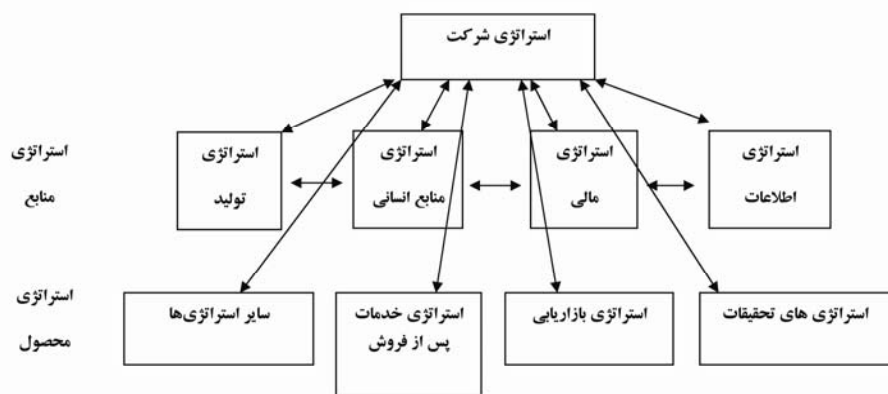 استراتژی شرکت
استراتژی
منابع
استراتژی
اطلاعات
استراتژی
مالی
استراتژی
منابع انسانی
استراتژی
تولید
استراتژی
محصول
استراتژی های تحقیقات
استراتژی بازاریابی
استراتژی خدمات
پس از فروش
سایر استراتژی‌ها